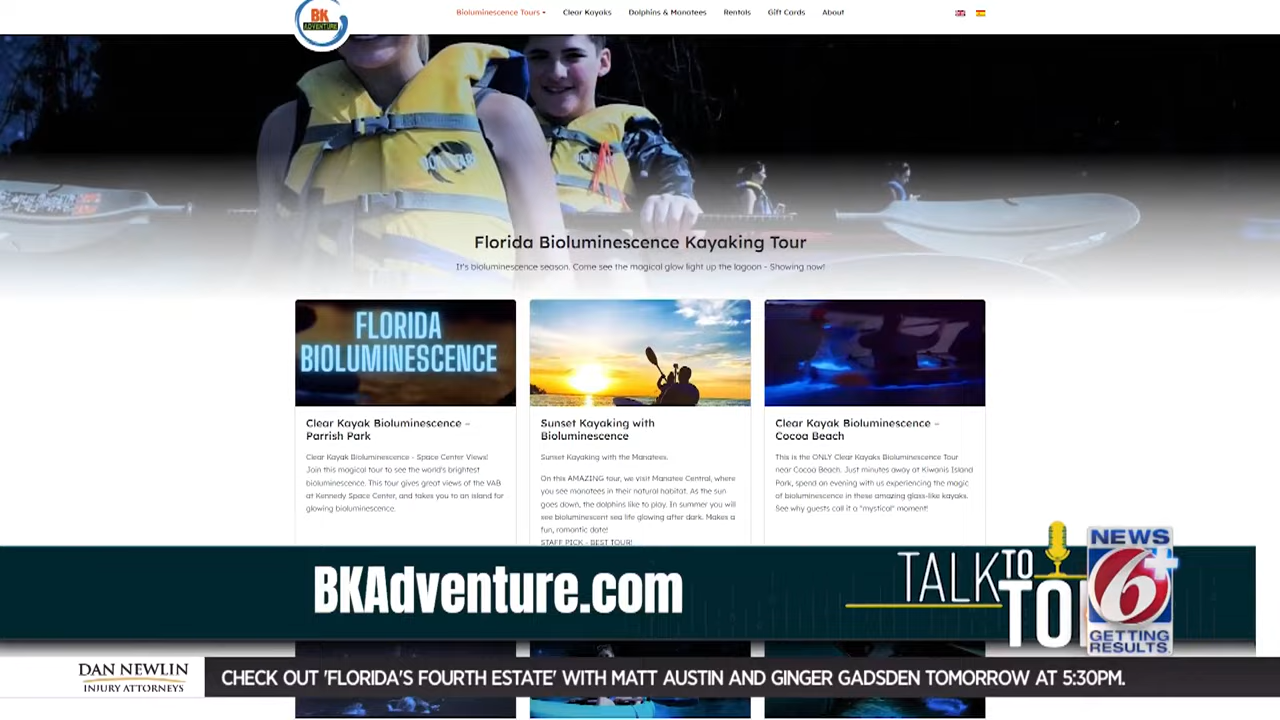 BK
ADVENTURE
Bioluminescence Tours
Clear Kayaks
Dolphins & Manatees
Rentals
Gift Cards
About
Florida Bioluminescence Kayaking Tour
It's bioluminescence season. Come see the magical glow light up the lagoon - Showing now!
FLORIDA
BIOLUMINESCENCE
Clear Kayak Bioluminescence –
Parrish Park
Clear Kayak Bioluminescence - Space Center Views!
Join this magical tour to see the world's brightest
bioluminescence. This tour gives great views of the VAB
at Kennedy Space Center, and takes you to an island for
glowing bioluminescence.
Sunset Kayaking with
Bioluminescence
Sunset Kayaking with the Manatees.
On this AMAZING tour, we visit Manatee Central, where
you see manatees in their natural habitat. As the sun
goes down, the dolphins like to play. In summer you will
see bioluminescent sea life glowing after dark. Makes a
fun, romantic date!
STAFF PICK - BEST TOUR!
Clear Kayak Bioluminescence –
Cocoa Beach
This is the ONLY Clear Kayaks Bioluminescence Tour
near Cocoa Beach. Just minutes away at Kiwanis Island
Park, spend an evening with us experiencing the magic
of bioluminescence in these amazing glass-like kayaks.
See why guests call it a "mystical" moment!
BKAdventure.com
TALK TO
TO
NEWS
6+
GETTING
RESULTS
DAN NEWLIN
INJURY ATTORNEYS
CHECK OUT 'FLORIDA'S FOURTH ESTATE' WITH MATT AUSTIN AND GINGER GADSDEN TOMORROW AT 5:30PM.